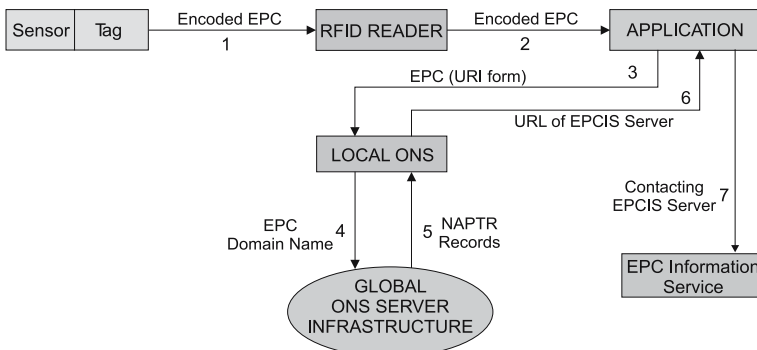 Encoded EPC
Encoded EPC
Sensor
Tag
RFID READER
APPLICATION
1
2
EPC (URI form)
3
6
URL of EPCIS Server
LOCAL ONS
Contacting
EPCIS Server
7
EPC
Domain Name
4
5
NAPTR
Records
GLOBAL
ONS SERVER
INFRASTRUCTURE
EPC Information
Service